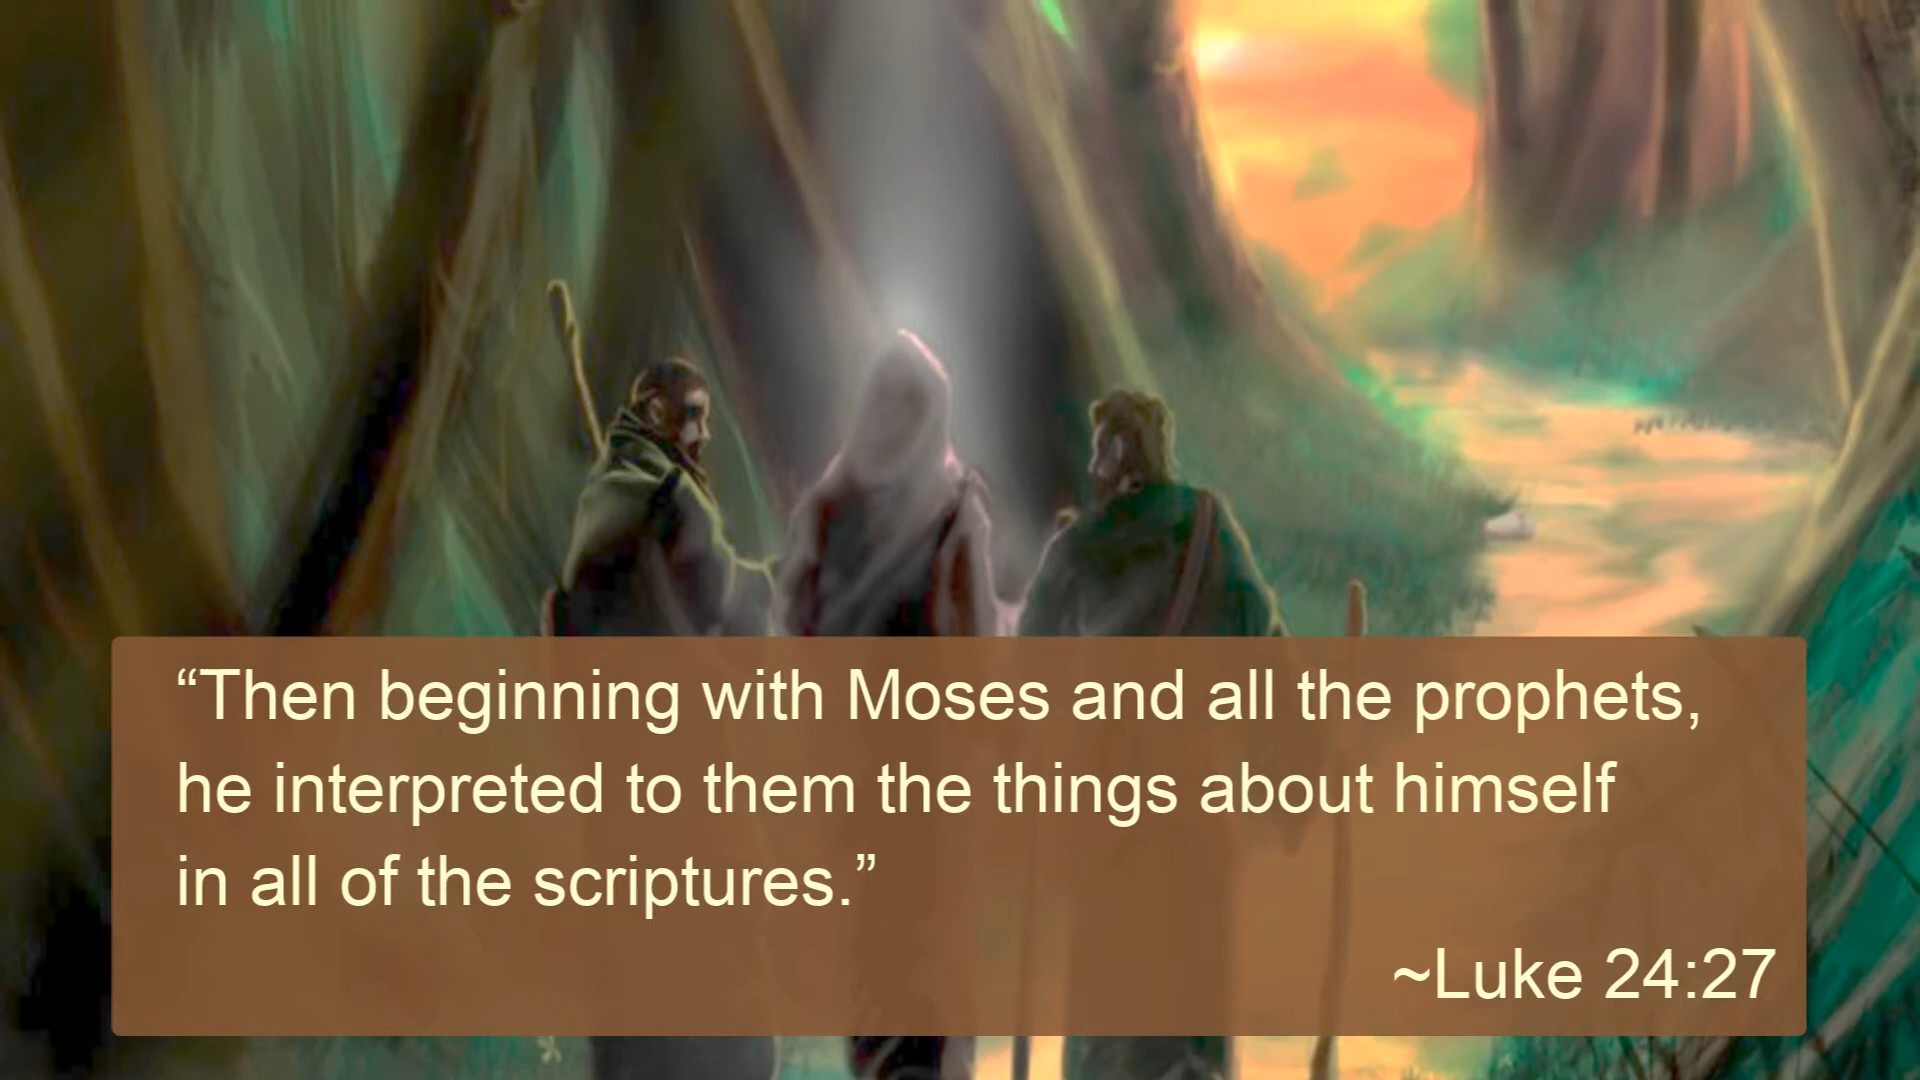 “Then beginning with Moses and all the prophets,
he interpreted to them the things about himself
in all of the scriptures.”
~Luke 24:27